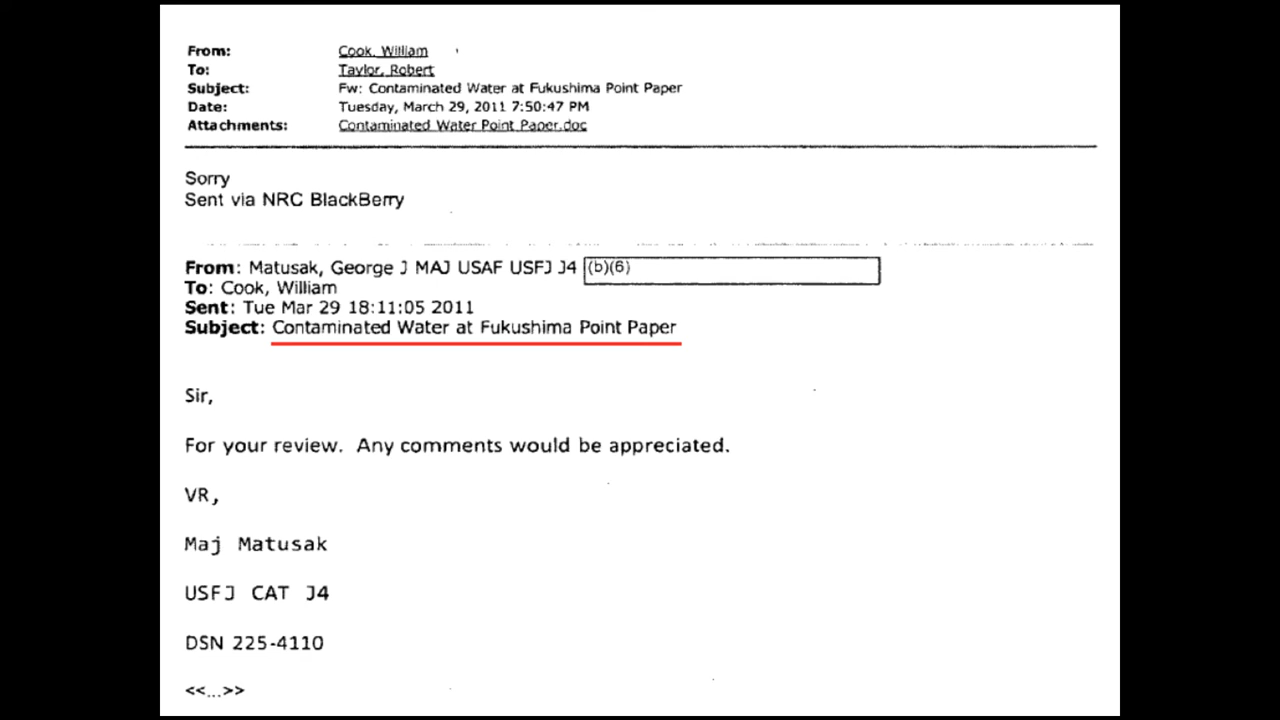 From: Cook, William
To: Taylor, Robert
Subject: Fw: Contaminated Water at Fukushima Point Paper
Date: Tuesday, March 29, 2011 7:50:47 PM
Attachments: Contaminated Water Point Paper.doc
Sorry
Sent via NRC BlackBerry
From: Matusak, George J MAJ USAF USFJ J4 (b)(6)
To: Cook, William
Sent: Tue Mar 29 18:11:05 2011
Subject: Contaminated Water at Fukushima Point Paper
Sir,
For your review. Any comments would be appreciated.
VR,
Maj Matusak
USFJ CAT J4
DSN 225-4110
<<...>>